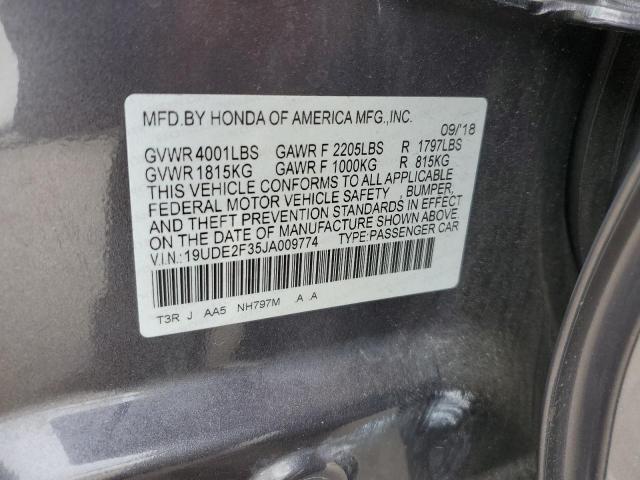 MFD.BY HONDA OF AMERICA MFG.,INC. 09/'18
GVWR 4001LBS GAWR F 2205LBS R 1797LBS
GVWR 1815KG GAWR F 1000KG R 815KG
THIS VEHICLE CONFORMS TO ALL APPLICABLE
FEDERAL MOTOR VEHICLE SAFETY , BUMPER,
AND THEFT PREVENTION STANDARDS IN EFFECT
ON THE DATE OF MANUFACTURE SHOWN ABOVE.
V.I.N.: 19UDE2F35JA009774 TYPE:PASSENGER CAR
T3R J AA5 NH797M A A